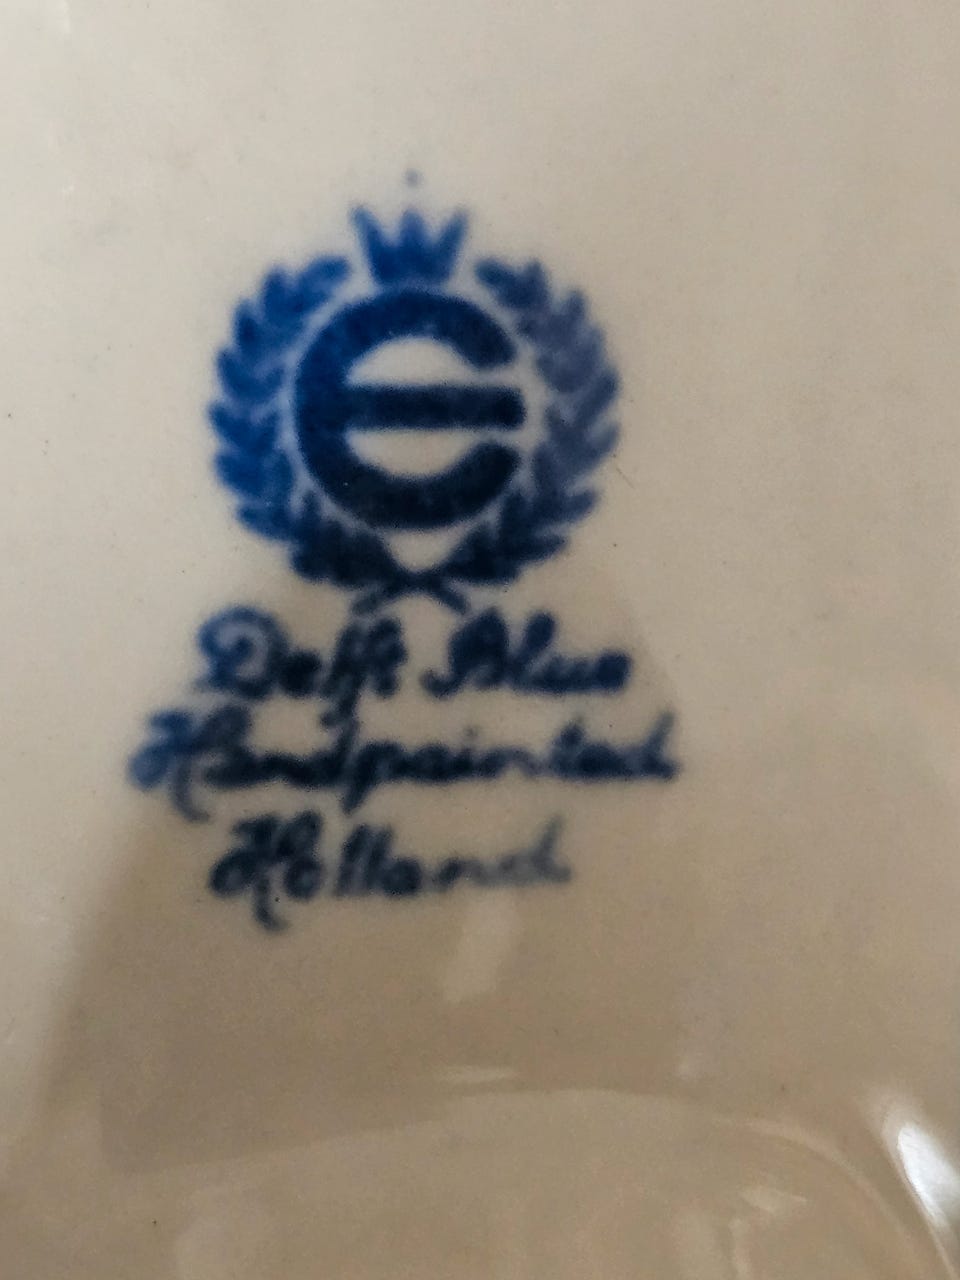 E
Delft Blue
Handpainted
Holland